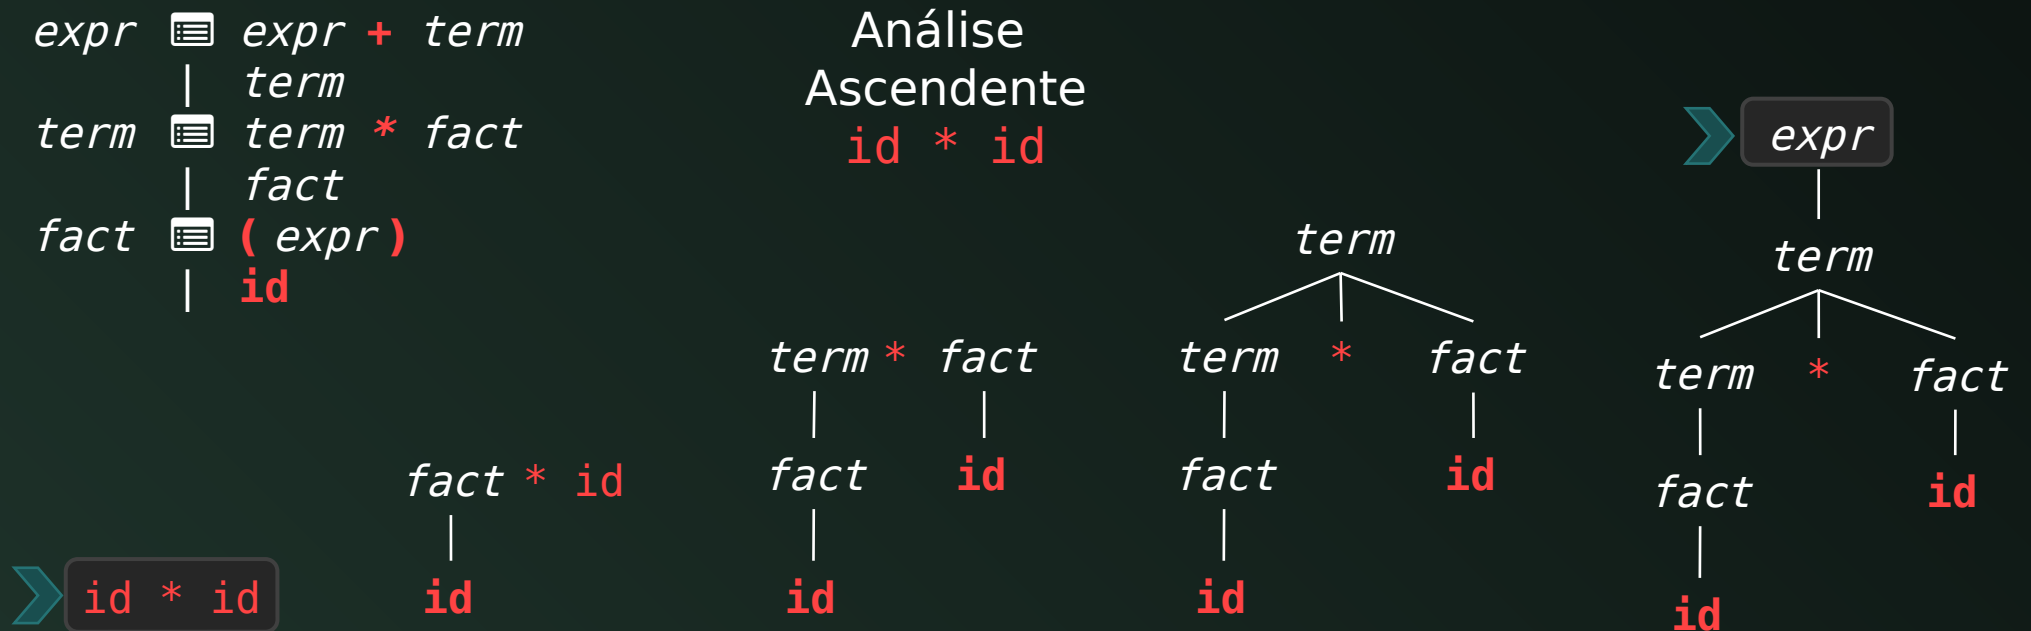 expr expr + term
| term
term term * fact
| fact
fact ( expr )
| id
Análise
Ascendente
id * id
id * id
fact * id
id
term * fact
fact id
id
term
term * fact
fact id
id
expr
term
term * fact
fact id
id